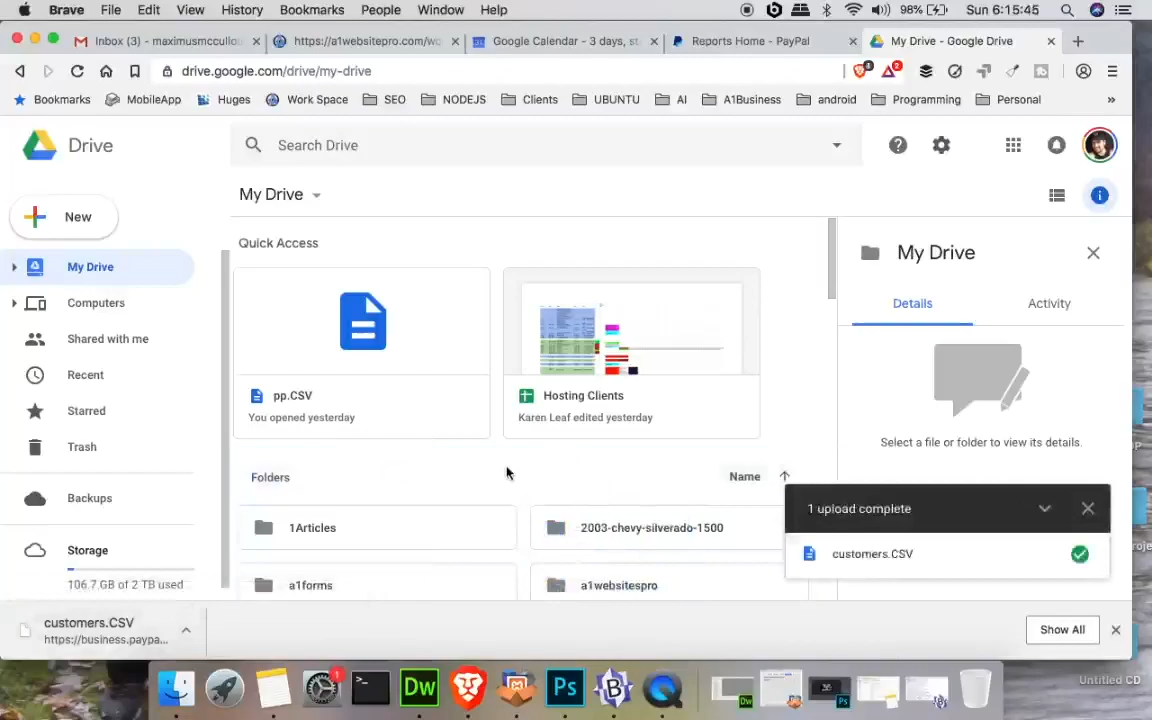 Brave File Edit View History Bookmarks People Window Help 98% Sun 6:15:45
Inbox (3) - maximusmccullo
https://a1websitepro.com/wo
Google Calendar - 3 days, st
Reports Home - PayPal
My Drive - Google Drive
drive.google.com/drive/my-drive
Bookmarks MobileApp Huges Work Space SEO NODEJS Clients UBUNTU AI A1Business android Programming Personal »
Drive
Search Drive
My Drive
New
Quick Access
My Drive
My Drive
Computers
Details Activity
Shared with me
Recent
pp.CSV
You opened yesterday
Hosting Clients
Karen Leaf edited yesterday
Starred
Select a file or folder to view its details.
Trash
Folders
Name
Backups
1 upload complete
1Articles
2003-chevy-silverado-1500
Storage
customers.CSV
106.7 GB of 2 TB used
a1forms
a1websitespro
customers.CSV
https://business.paypa...
Show All
Untitled CD